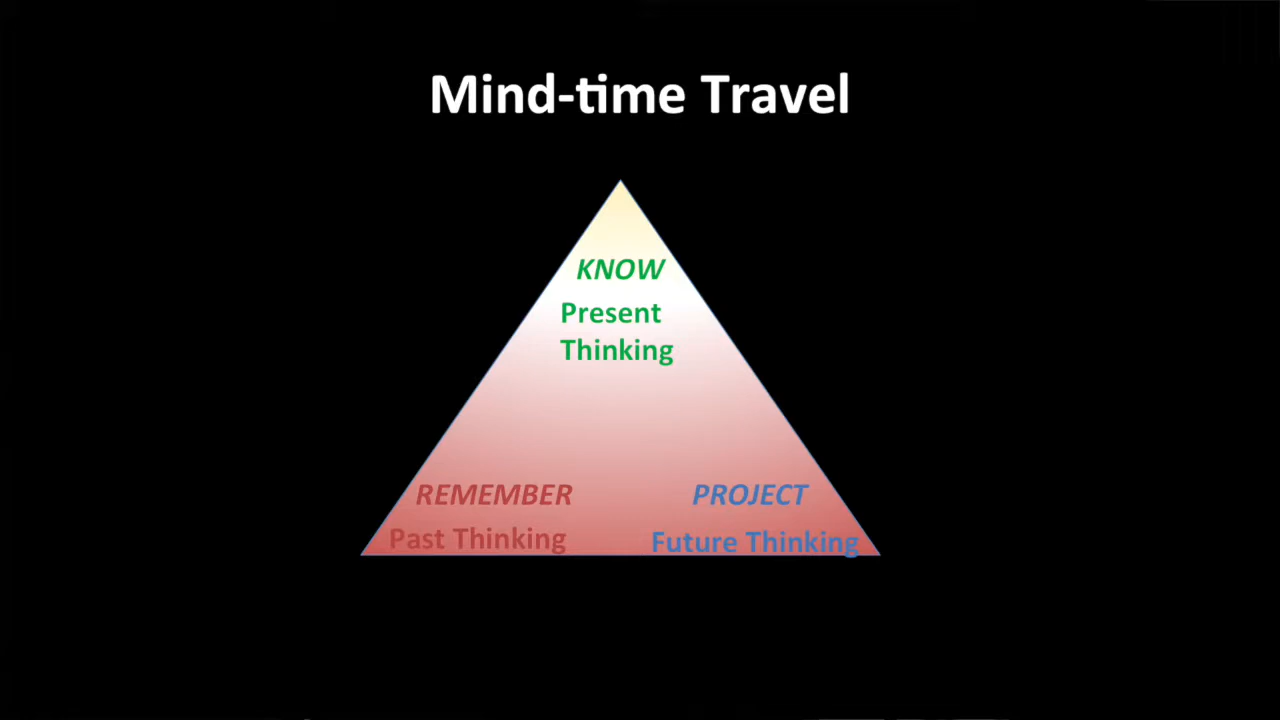 Mind-time Travel
KNOW
Present
Thinking
REMEMBER
Past Thinking
PROJECT
Future Thinking